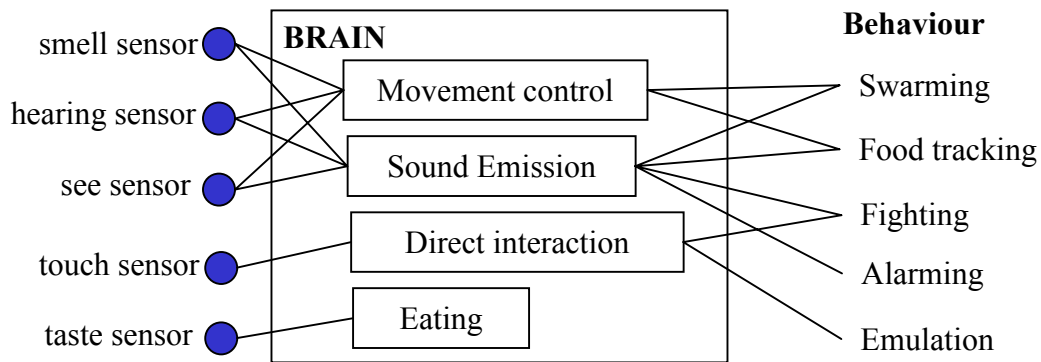 smell sensor
hearing sensor
see sensor
touch sensor
taste sensor
BRAIN
Movement control
Sound Emission
Direct interaction
Eating
Behaviour
Swarming
Food tracking
Fighting
Alarming
Emulation